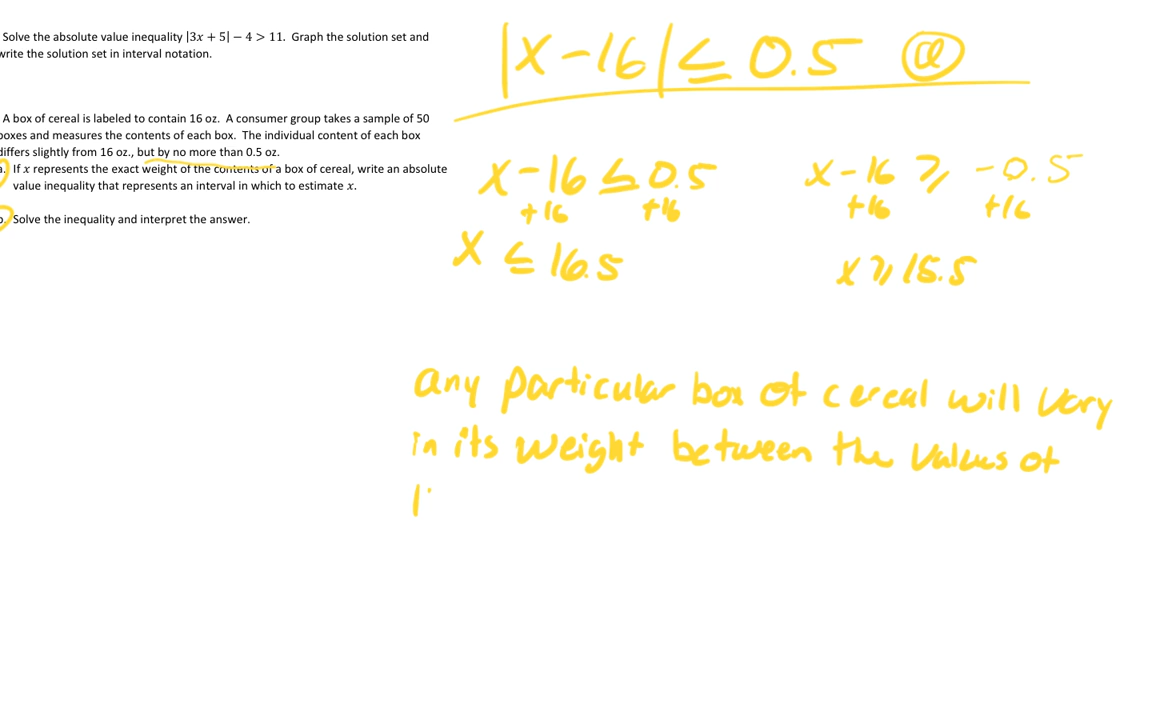 Solve the absolute value inequality |3x + 5| − 4 > 11. Graph the solution set and
write the solution set in interval notation.
A box of cereal is labeled to contain 16 oz. A consumer group takes a sample of 50
boxes and measures the contents of each box. The individual content of each box
differs slightly from 16 oz., but by no more than 0.5 oz.
a. If x represents the exact weight of the contents of a box of cereal, write an absolute
value inequality that represents an interval in which to estimate x.
b. Solve the inequality and interpret the answer.
|x-16| ≤ 0.5 ⓐ
x-16 ≤ 0.5
+16 +16
x ≤ 16.5
x-16 ≥ -0.5
+16 +16
x ≥ 15.5
any particular box of cereal will vary
in its weight between the values of
1